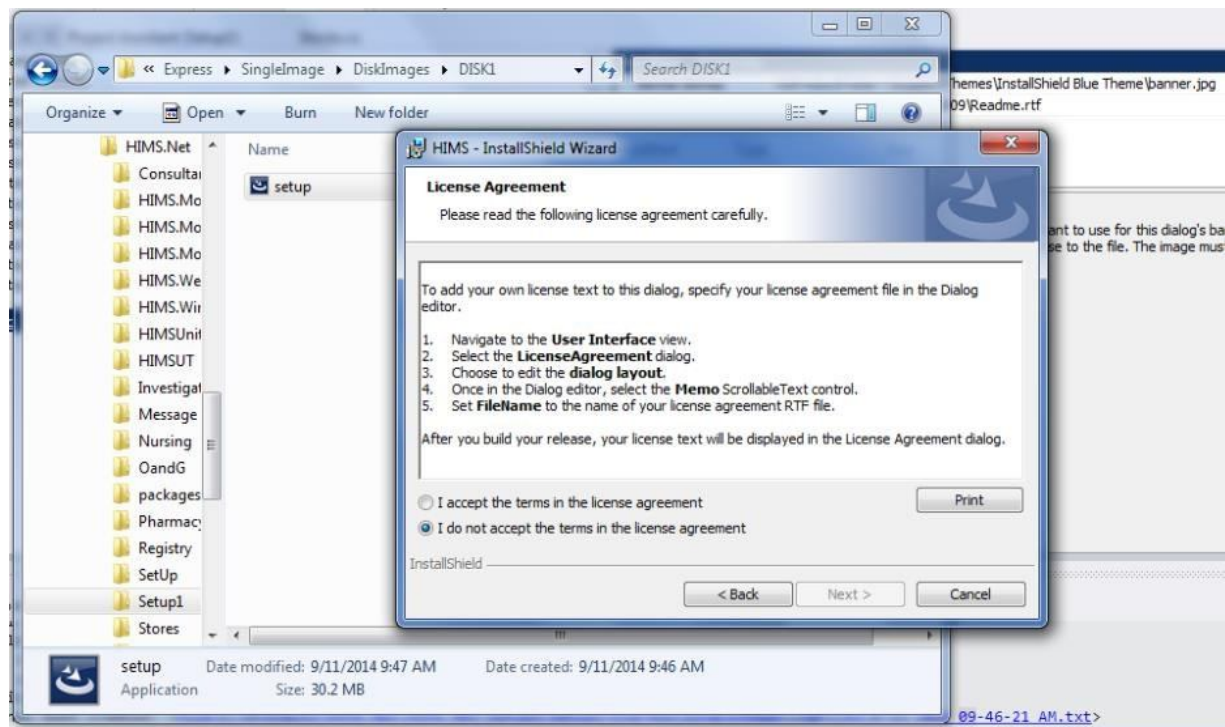 « Express ▸ SingleImage ▸ DiskImages ▸ DISK1
Search DISK1
Organize
Open
Burn
New folder
HIMS.Net
Consultai
HIMS.Mo
HIMS.Mo
HIMS.Mo
HIMS.We
HIMS.Wir
HIMSUnit
HIMSUT
Investigat
Message
Nursing
OandG
packages
Pharmacy
Registry
SetUp
Setup1
Stores
Name
setup
hemes\InstallShield Blue Theme\banner.jpg
09\Readme.rtf
ant to use for this dialog's ba
se to the file. The image mus
HIMS - InstallShield Wizard
License Agreement
Please read the following license agreement carefully.
To add your own license text to this dialog, specify your license agreement file in the Dialog
editor.
1. Navigate to the User Interface view.
2. Select the LicenseAgreement dialog.
3. Choose to edit the dialog layout.
4. Once in the Dialog editor, select the Memo ScrollableText control.
5. Set FileName to the name of your license agreement RTF file.
After you build your release, your license text will be displayed in the License Agreement dialog.
I accept the terms in the license agreement
Print
I do not accept the terms in the license agreement
InstallShield
< Back
Next >
Cancel
setup
Date modified: 9/11/2014 9:47 AM
Date created: 9/11/2014 9:46 AM
Application
Size: 30.2 MB
09-46-21 AM.txt>